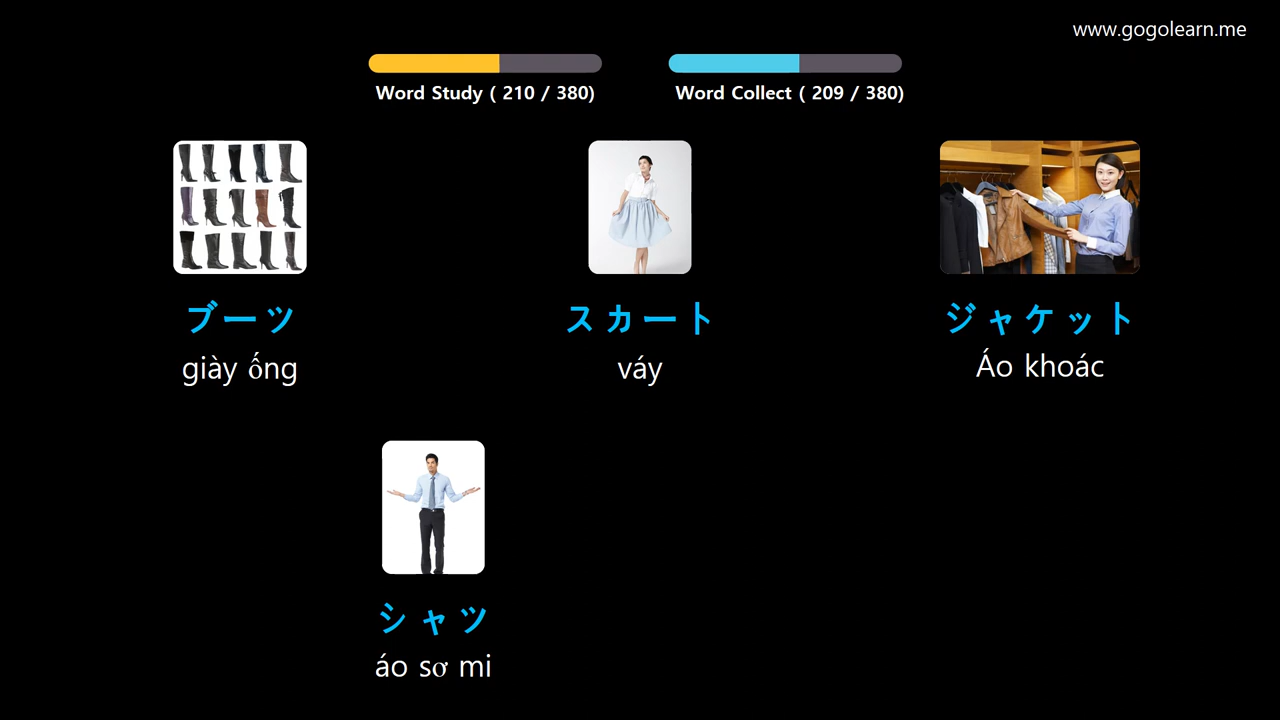 www.gogolearn.me
Word Study ( 210 / 380)
Word Collect ( 209 / 380)
ブーツ
giày ống
スカート
váy
ジャケット
Áo khoác
シャツ
áo sơ mi